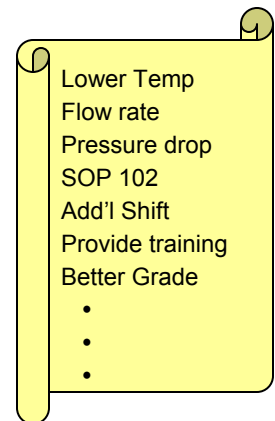 Lower Temp
Flow rate
Pressure drop
SOP 102
Add'l Shift
Provide training
Better Grade
•
•
•